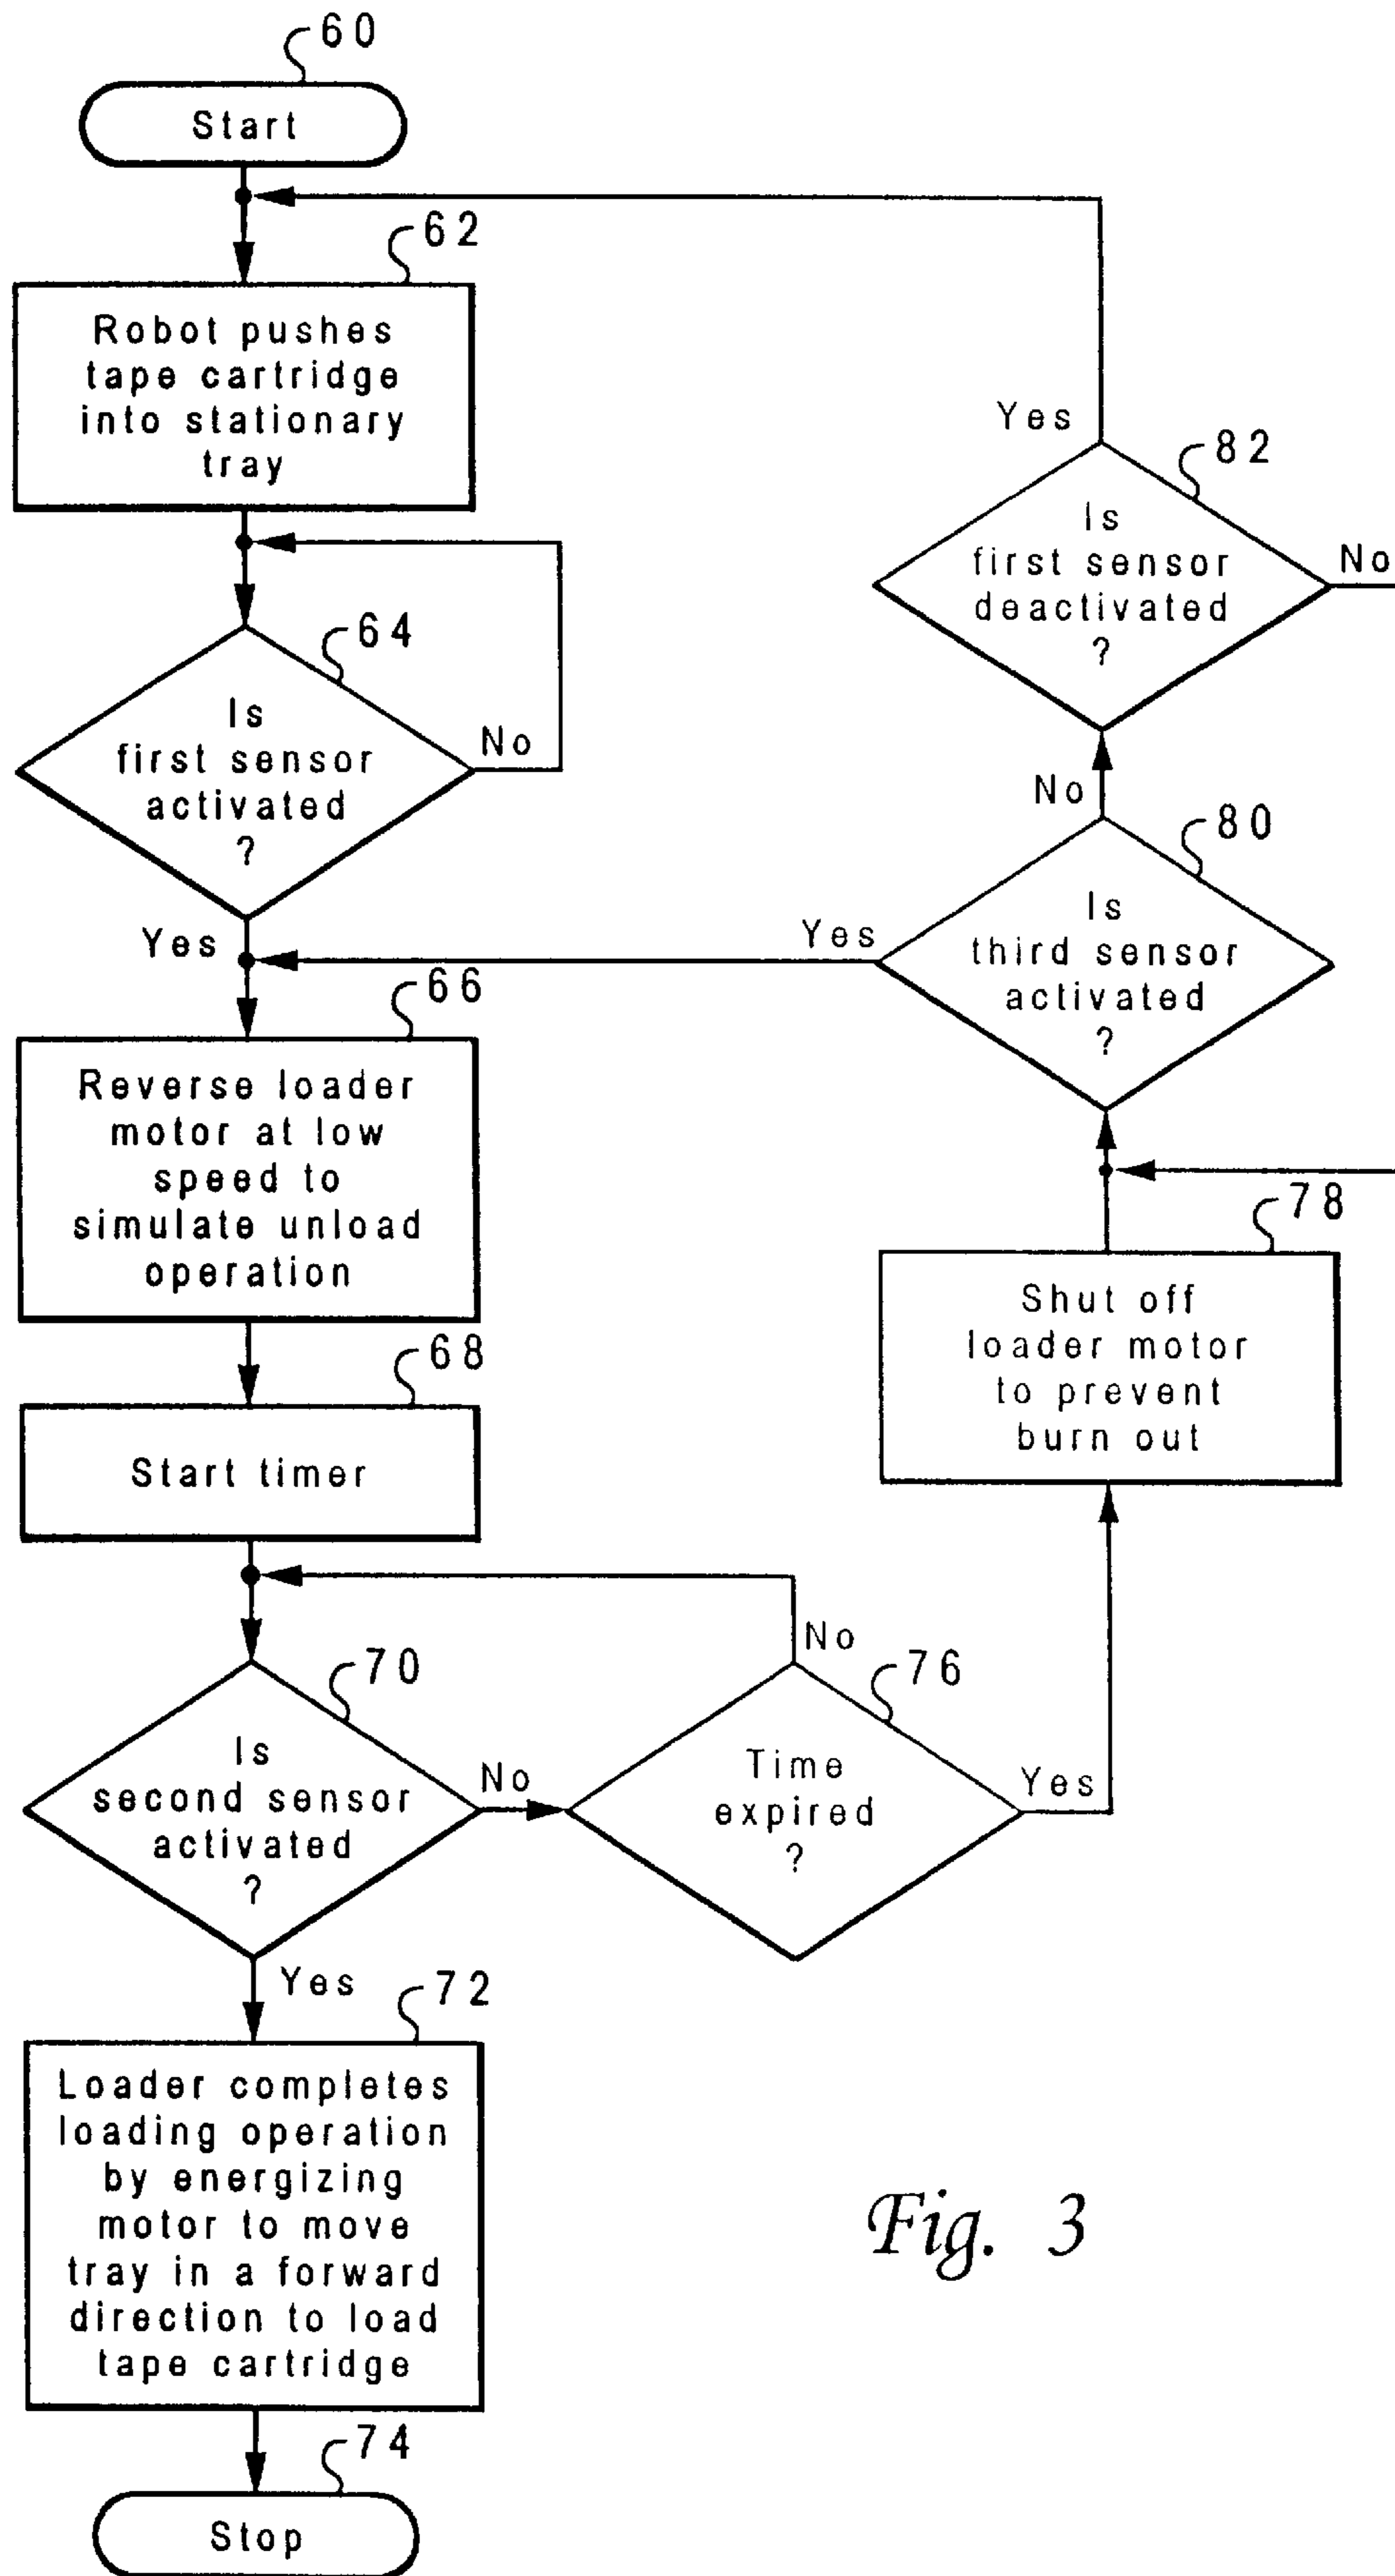 60
Start
62
Robot pushes
tape cartridge
into stationary
tray
64
Is
first sensor
activated
?
No
Yes
66
Reverse loader
motor at low
speed to
simulate unload
operation
68
Start timer
70
Is
second sensor
activated
?
No
Yes
76
Time
expired
?
No
Yes
78
Shut off
loader motor
to prevent
burn out
80
Is
third sensor
activated
?
Yes
No
82
Is
first sensor
deactivated
?
Yes
No
72
Loader completes
loading operation
by energizing
motor to move
tray in a forward
direction to load
tape cartridge
74
Stop
Fig. 3